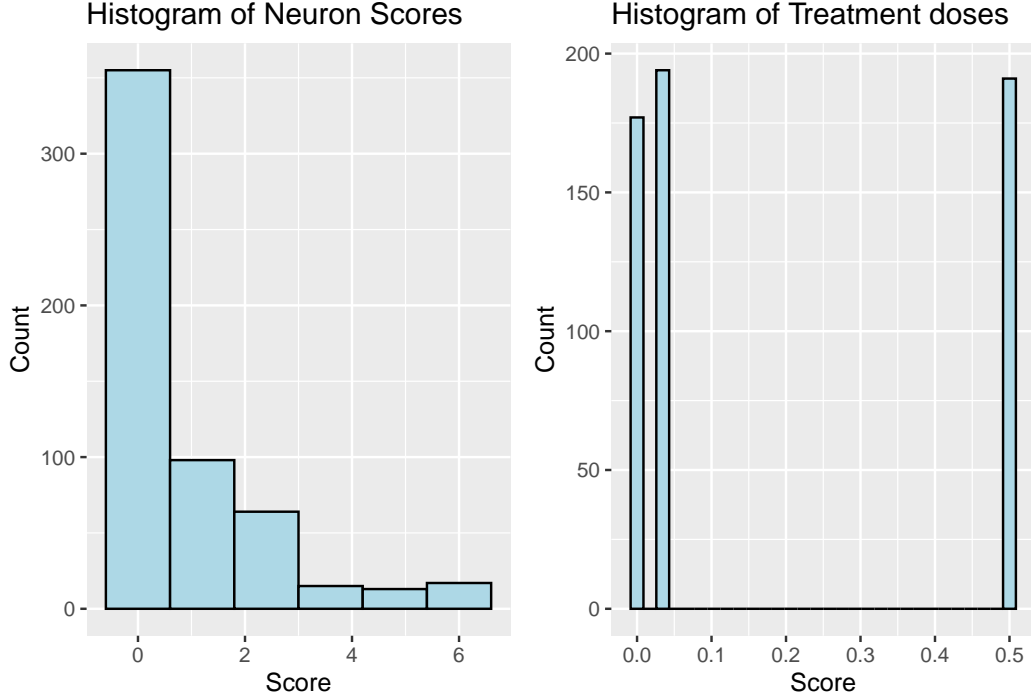 Histogram of Neuron Scores
300
200
100
0
Count
0 2 4 6
Score
Histogram of Treatment doses
200
150
100
50
0
Count
0.0 0.1 0.2 0.3 0.4 0.5
Score